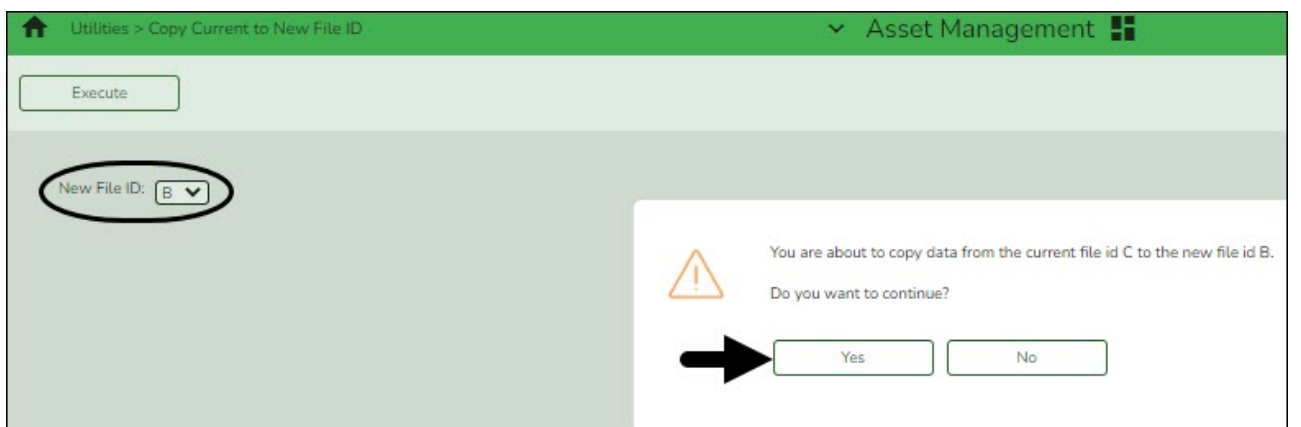 Utilities > Copy Current to New File ID
Asset Management
Execute
New File ID: B
You are about to copy data from the current file id C to the new file id B.
Do you want to continue?
Yes No